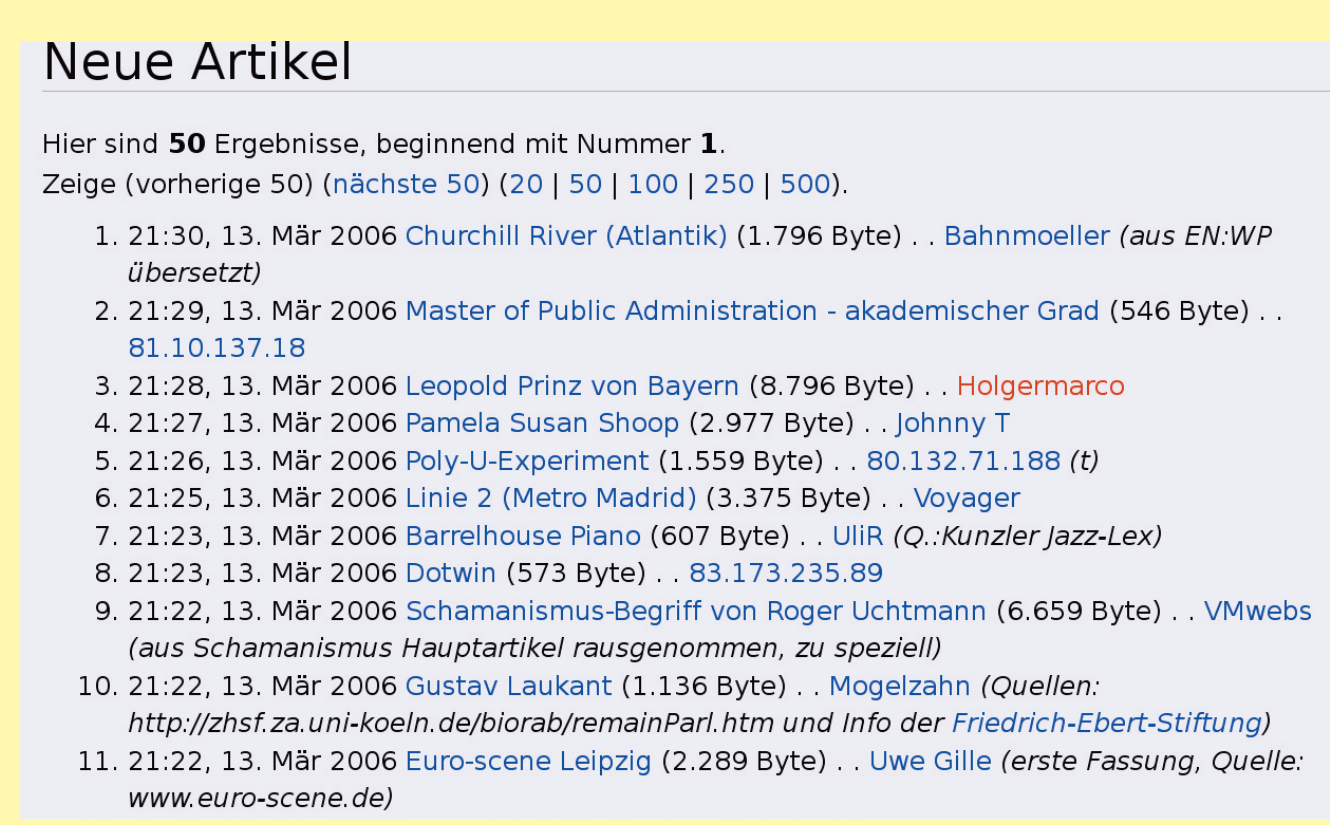 Neue Artikel
Hier sind 50 Ergebnisse, beginnend mit Nummer 1.
Zeige (vorherige 50) (nächste 50) (20 | 50 | 100 | 250 | 500).
1. 21:30, 13. Mär 2006 Churchill River (Atlantik) (1.796 Byte) . . Bahnmoeller (aus EN:WP
übersetzt)
2. 21:29, 13. Mär 2006 Master of Public Administration - akademischer Grad (546 Byte) . .
81.10.137.18
3. 21:28, 13. Mär 2006 Leopold Prinz von Bayern (8.796 Byte) . . Holgermarco
4. 21:27, 13. Mär 2006 Pamela Susan Shoop (2.977 Byte) . . Johnny T
5. 21:26, 13. Mär 2006 Poly-U-Experiment (1.559 Byte) . . 80.132.71.188 (t)
6. 21:25, 13. Mär 2006 Linie 2 (Metro Madrid) (3.375 Byte) . . Voyager
7. 21:23, 13. Mär 2006 Barrelhouse Piano (607 Byte) . . UliR (Q.:Kunzler Jazz-Lex)
8. 21:23, 13. Mär 2006 Dotwin (573 Byte) . . 83.173.235.89
9. 21:22, 13. Mär 2006 Schamanismus-Begriff von Roger Uchtmann (6.659 Byte) . . VMwebs
(aus Schamanismus Hauptartikel rausgenommen, zu speziell)
10. 21:22, 13. Mär 2006 Gustav Laukant (1.136 Byte) . . Mogelzahn (Quellen:
http://zhsf.za.uni-koeln.de/biorab/remainParl.htm und Info der Friedrich-Ebert-Stiftung)
11. 21:22, 13. Mär 2006 Euro-scene Leipzig (2.289 Byte) . . Uwe Gille (erste Fassung, Quelle:
www.euro-scene.de)